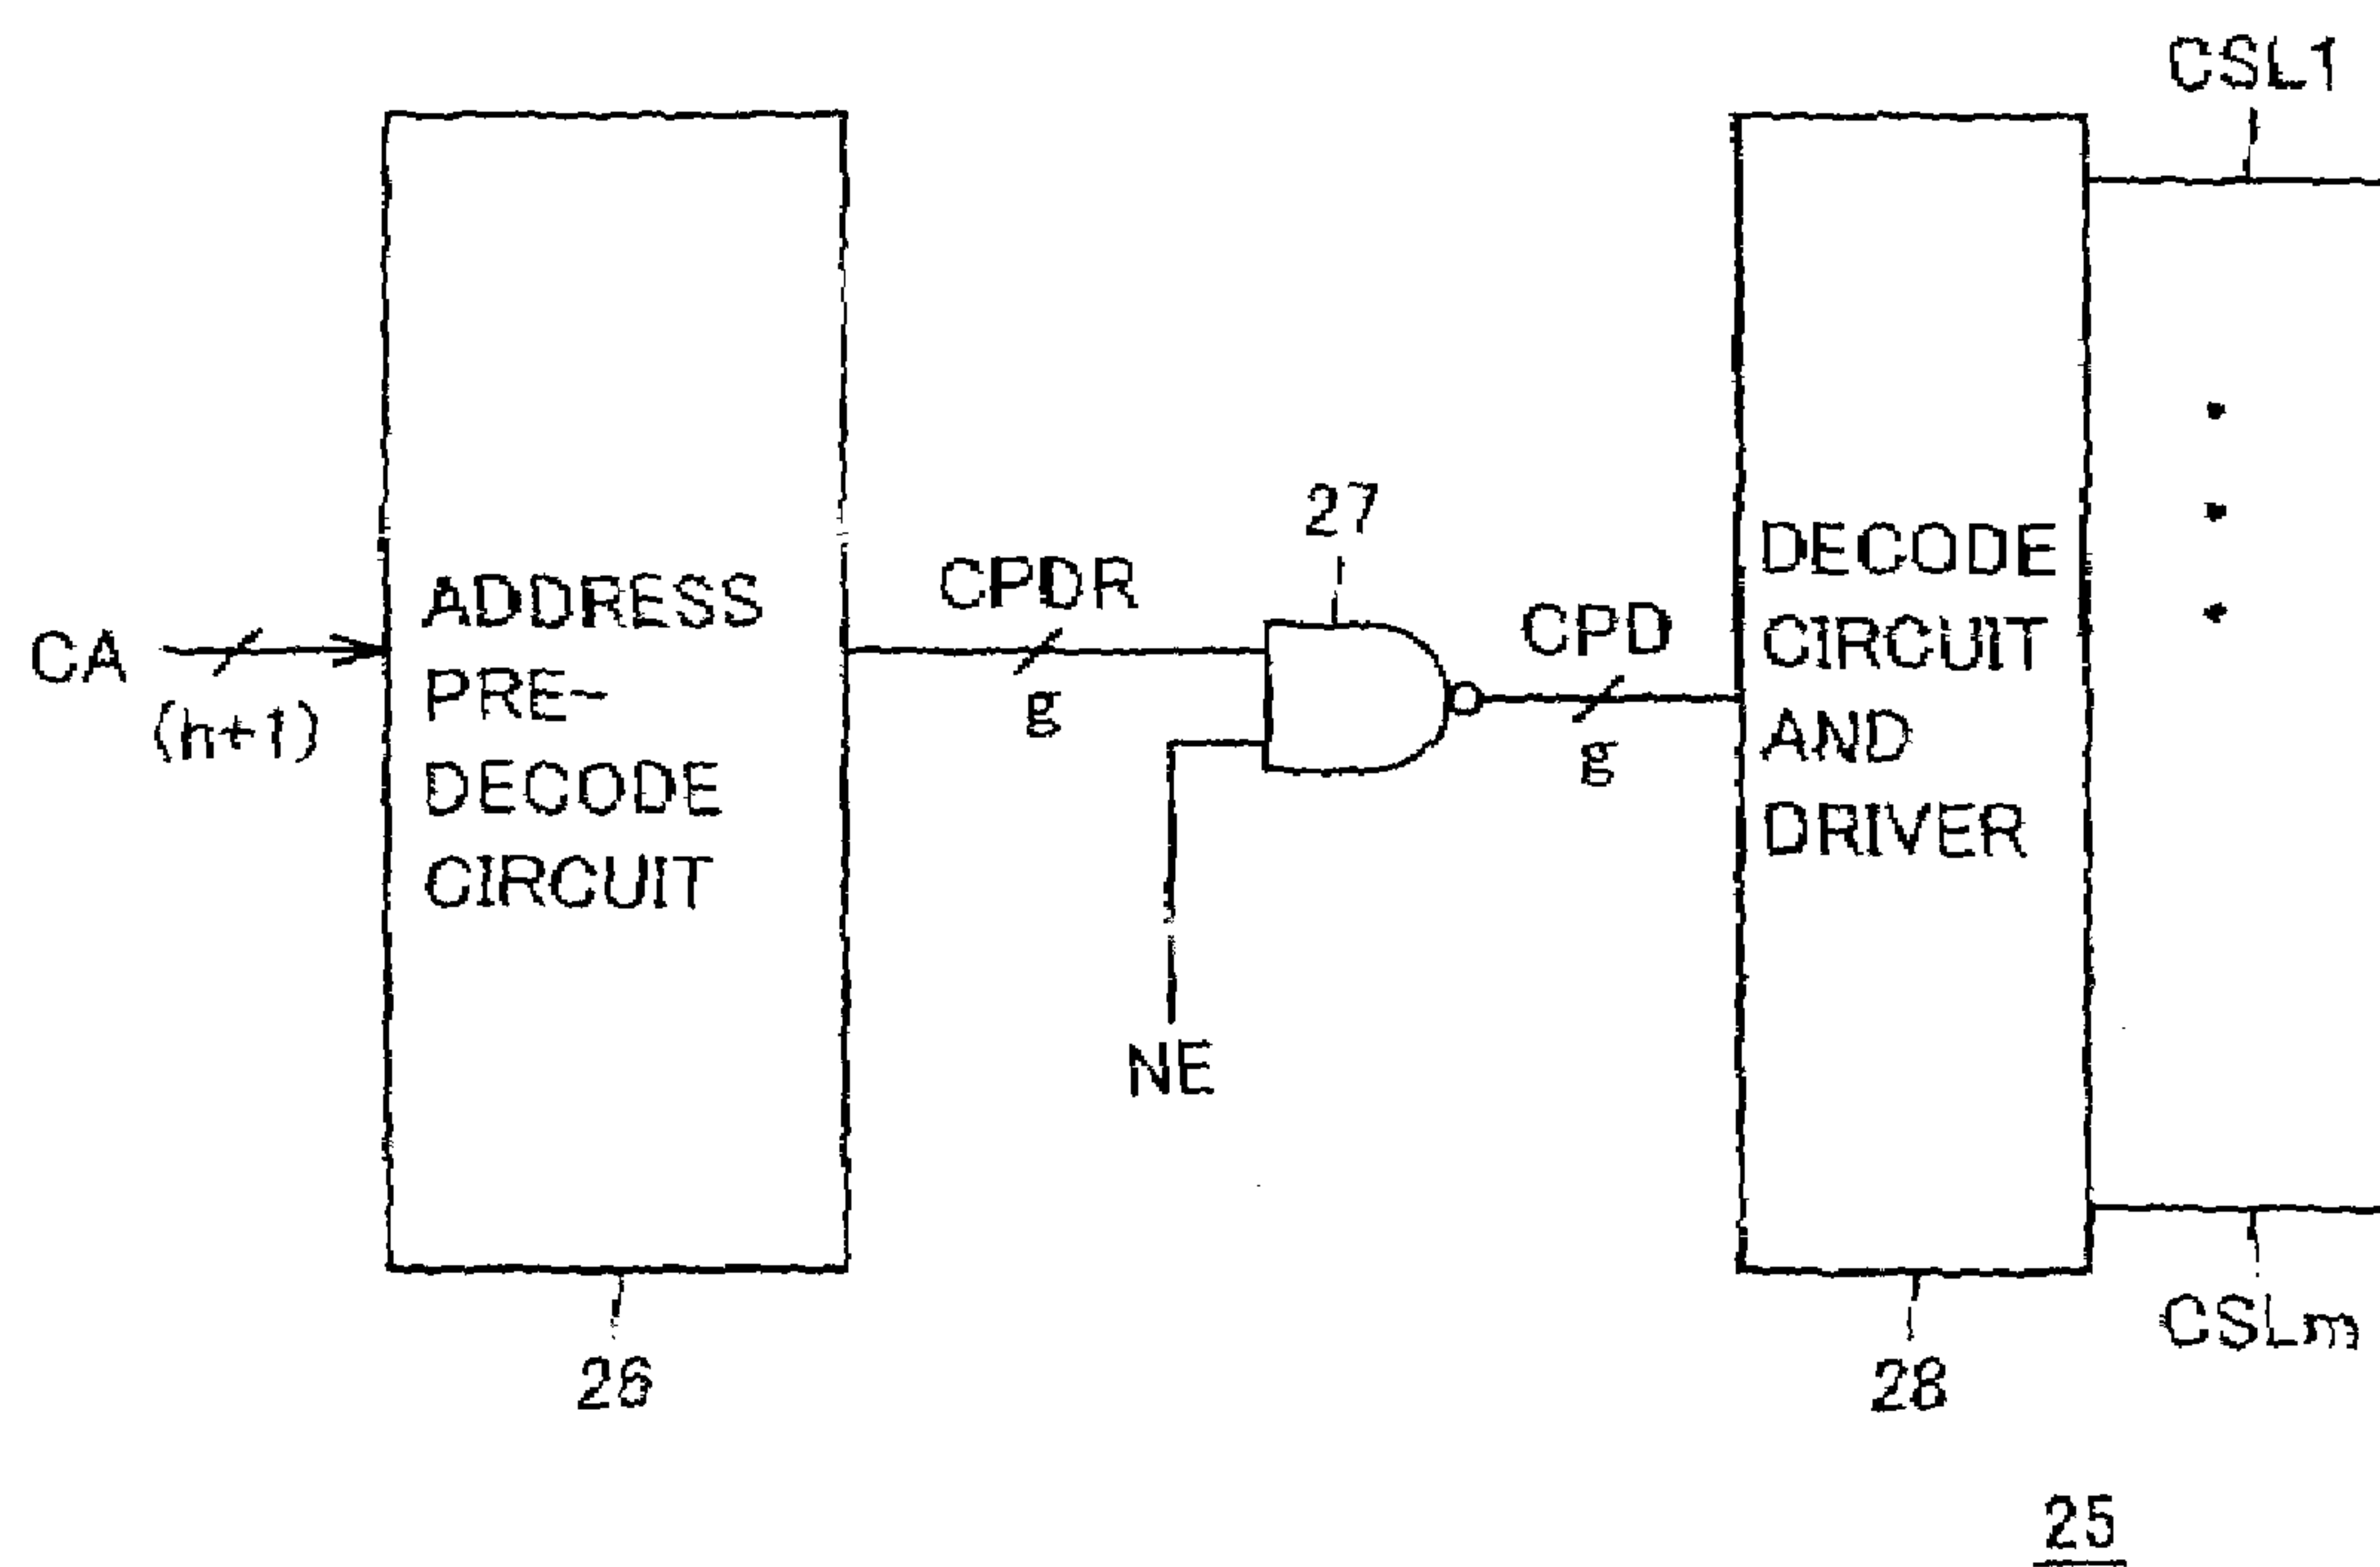 CSL1
27
CPDR
CPD
g
g
CA
(h+1)
ADDRESS
PRE-
DECODE
CIRCUIT
DECODE
CIRCUIT
AND
DRIVER
NE
CSLm
26
28
25